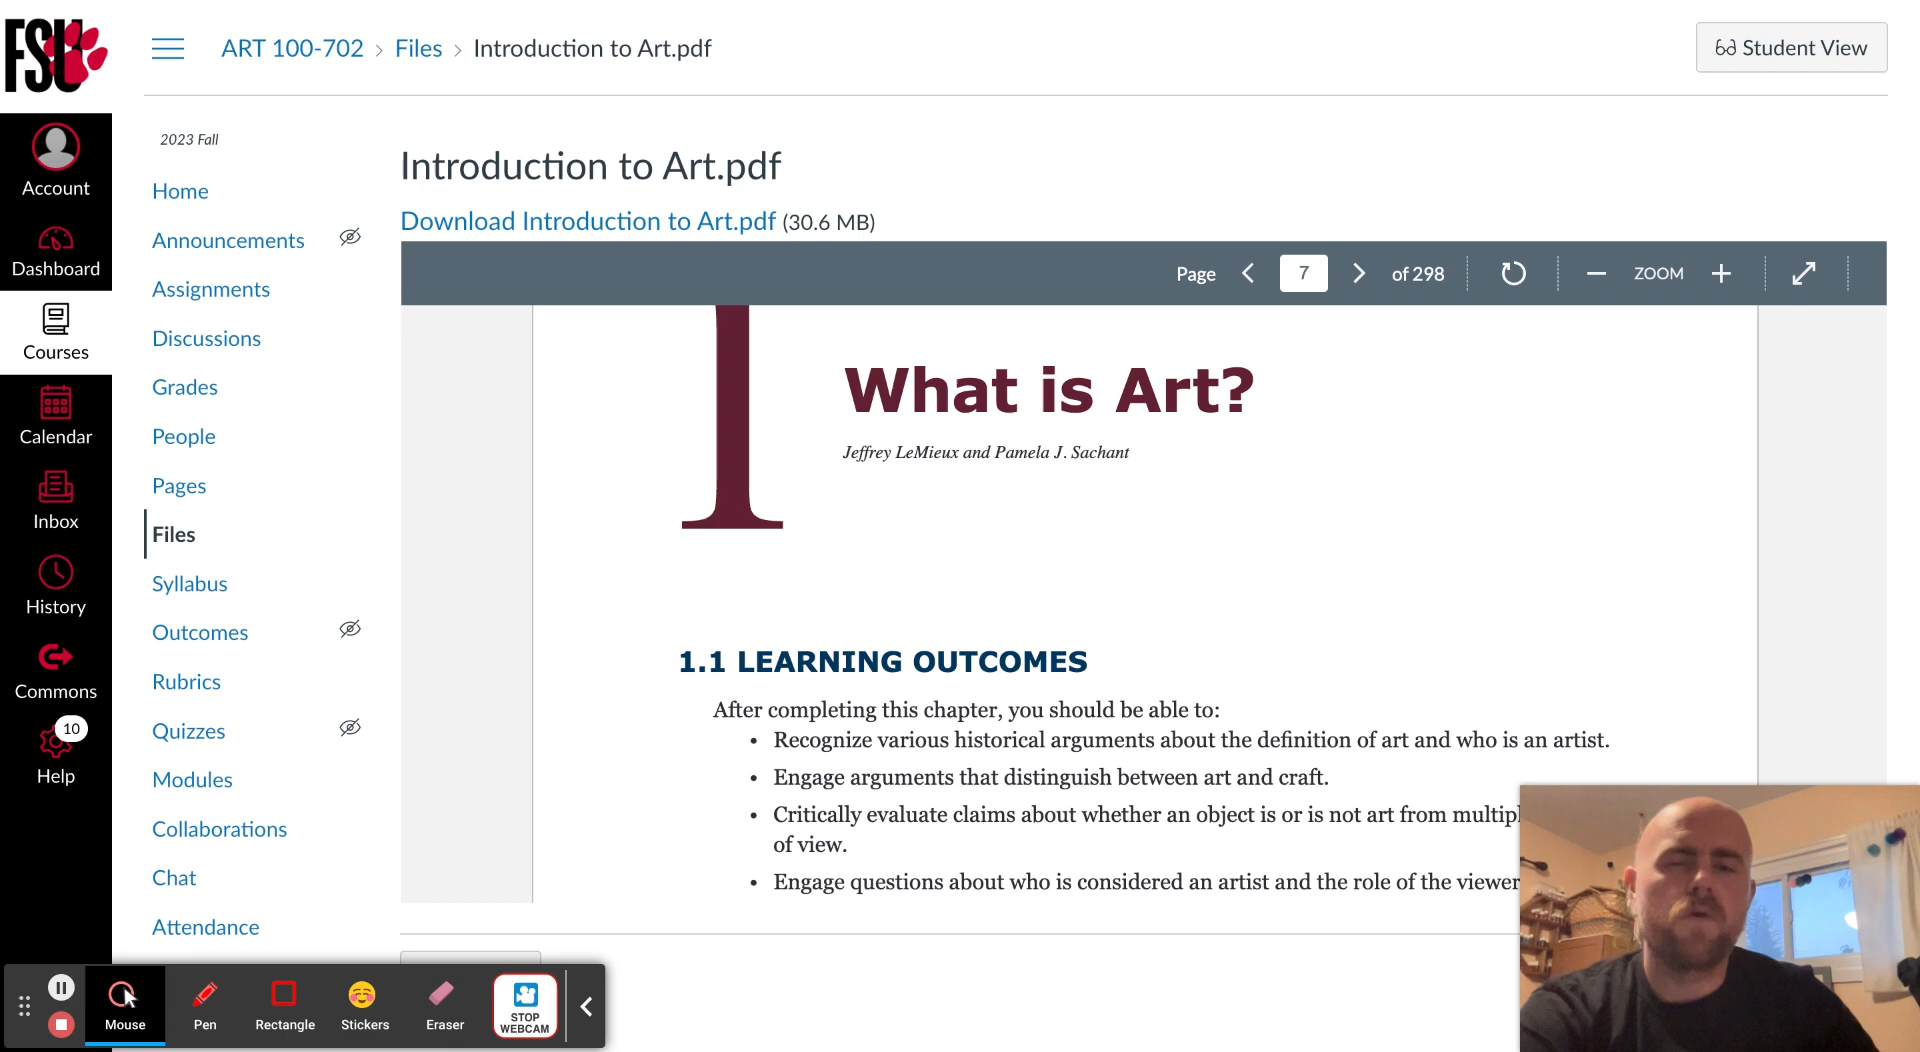 FSU
ART 100-702 > Files > Introduction to Art.pdf
Student View
Account
Dashboard
Courses
Calendar
Inbox
History
Commons
10
Help
2023 Fall
Home
Announcements
Assignments
Discussions
Grades
People
Pages
Files
Syllabus
Outcomes
Rubrics
Quizzes
Modules
Collaborations
Chat
Attendance
Introduction to Art.pdf
Download Introduction to Art.pdf (30.6 MB)
Page 7 of 298 ZOOM
1
What is Art?
Jeffrey LeMieux and Pamela J. Sachant
1.1 LEARNING OUTCOMES
After completing this chapter, you should be able to:
• Recognize various historical arguments about the definition of art and who is an artist.
• Engage arguments that distinguish between art and craft.
• Critically evaluate claims about whether an object is or is not art from multipl
of view.
• Engage questions about who is considered an artist and the role of the viewer
Mouse
Pen
Rectangle
Stickers
Eraser
STOP
WEBCAM